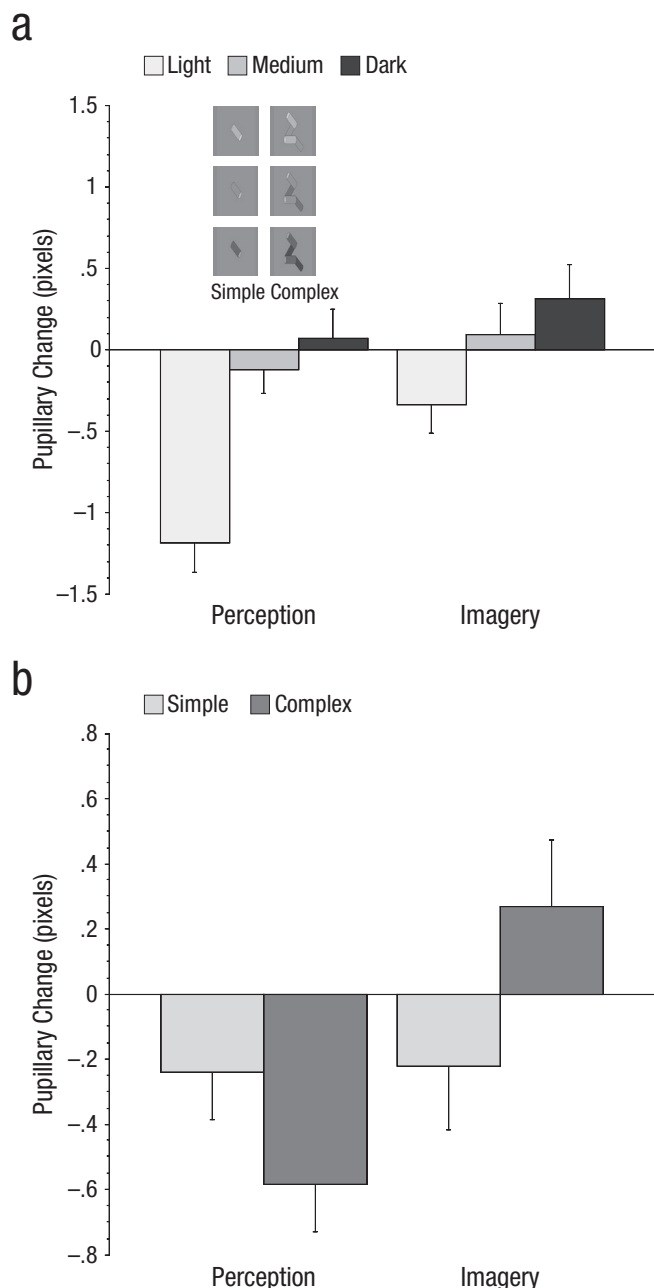 a
Light Medium Dark
1.5
1
.5
0
–.5
–1
–1.5
Pupillary Change (pixels)
Simple Complex
Perception Imagery
b
Simple Complex
.8
.6
.4
.2
0
–.2
–.4
–.6
–.8
Pupillary Change (pixels)
Perception Imagery